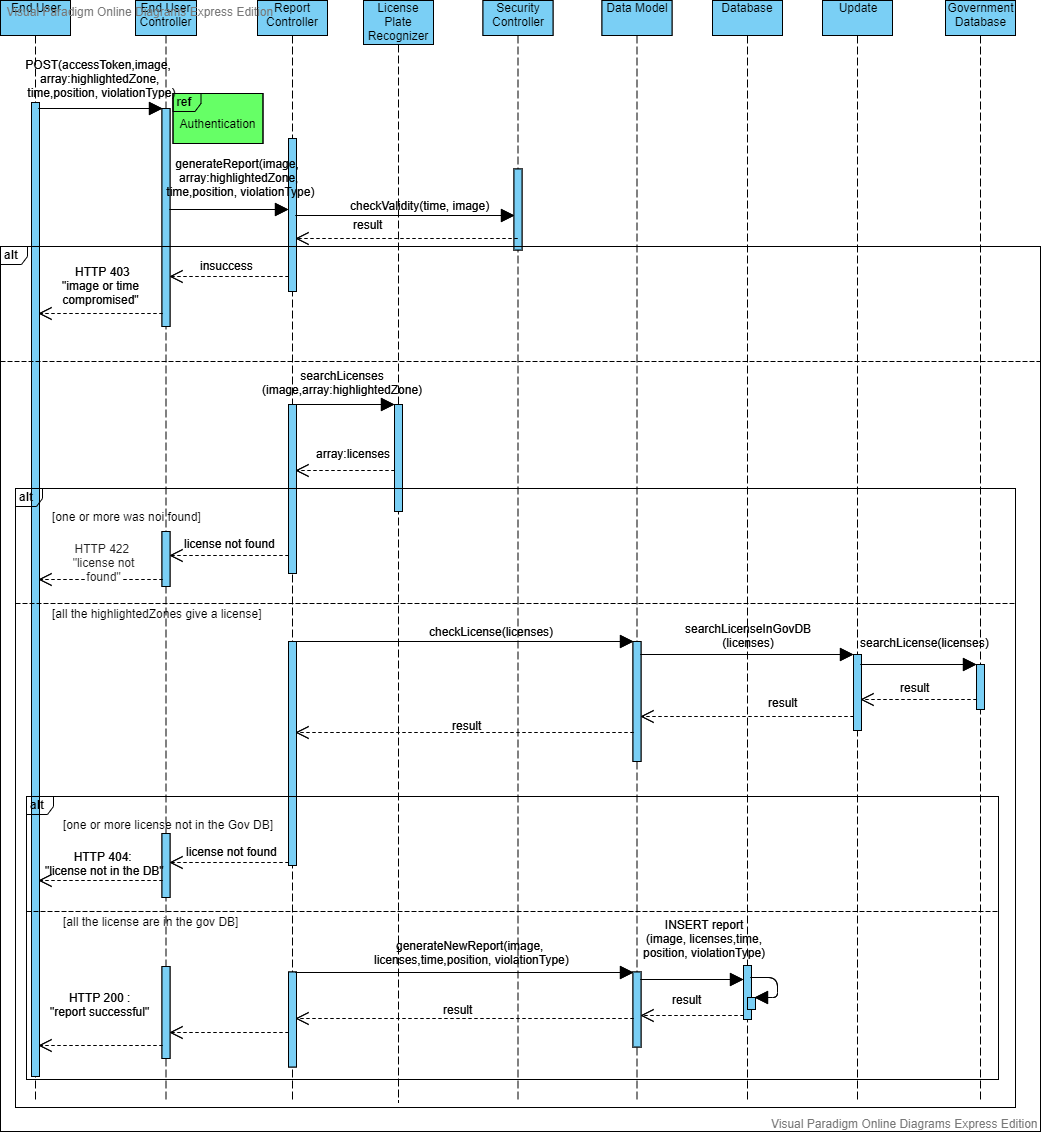 Visual Paradigm Online Diagrams Express Edition
End User
End User
Controller
Report
Controller
License
Plate
Recognizer
Security
Controller
Data Model
Database
Update
Government
Database
POST(accessToken,image,
array:highlightedZone,
time,position, violationType)
ref
Authentication
generateReport(image,
array:highlightedZone,
time,position, violationType)
checkValidity(time, image)
result
alt
insuccess
HTTP 403
"image or time
compromised"
searchLicenses
(image,array:highlightedZone)
array:licenses
alt
[one or more was noi found]
license not found
HTTP 422
"license not
found"
[all the highlightedZones give a license]
checkLicense(licenses)
searchLicenseInGovDB
(licenses)
searchLicense(licenses)
result
result
result
alt
[one or more license not in the Gov DB]
license not found
HTTP 404:
"license not in the DB"
[all the license are in the gov DB]
INSERT report
(image, licenses,time,
position, violationType)
generateNewReport(image,
licenses,time,position, violationType)
HTTP 200 :
"report successful"
result
result
Visual Paradigm Online Diagrams Express Edition